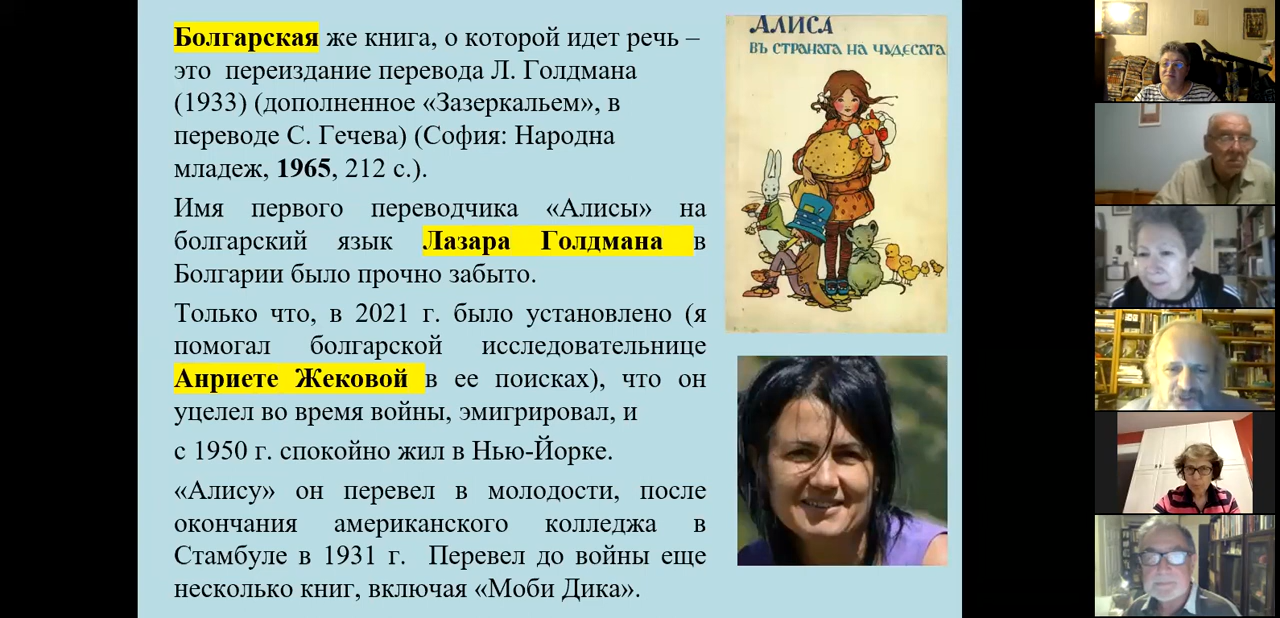 Болгарская же книга, о которой идет речь –
это переиздание перевода Л. Голдмана
(1933) (дополненное «Зазеркальем», в
переводе С. Гечева) (София: Народна
младеж, 1965, 212 с.).
Имя первого переводчика «Алисы» на
болгарский язык Лазара Голдмана в
Болгарии было прочно забыто.
Только что, в 2021 г. было установлено (я
помогал болгарской исследовательнице
Анриете Жековой в ее поисках), что он
уцелел во время войны, эмигрировал, и
с 1950 г. спокойно жил в Нью-Йорке.
«Алису» он перевел в молодости, после
окончания американского колледжа в
Стамбуле в 1931 г. Перевел до войны еще
несколько книг, включая «Моби Дика».
АЛИСА
ВЪ СТРАНАТА НА ЧУДЕСАТА